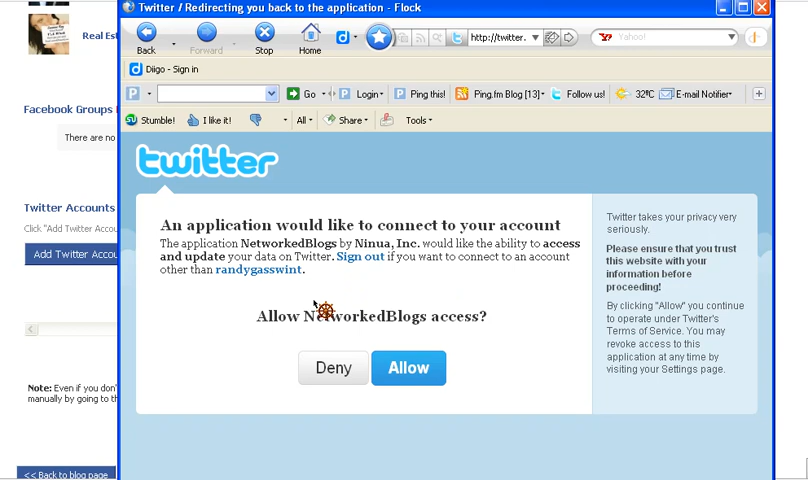 Twitter / Redirecting you back to the application - Flock
Back
Forward
Stop
Home
http://twitter.
Yahoo!
Diigo - Sign in
Go
Login
Ping this!
Ping.fm Blog [13]
Follow us!
32ºC
E-mail Notifier
Stumble!
I like it!
All
Share
Tools
Real Est
Facebook Groups
There are no
Twitter Accounts
Click "Add Twitter Accou
Add Twitter Accou
Note: Even if you don'
manually by going to th
<< Back to blog page
twitter
An application would like to connect to your account
The application NetworkedBlogs by Ninua, Inc. would like the ability to access
and update your data on Twitter. Sign out if you want to connect to an account
other than randygasswint.
Allow NetworkedBlogs access?
Deny
Allow
Twitter takes your privacy very
seriously.
Please ensure that you trust
this website with your
information before
proceeding!
By clicking "Allow" you continue
to operate under Twitter's
Terms of Service. You may
revoke access to this
application at any time by
visiting your Settings page.